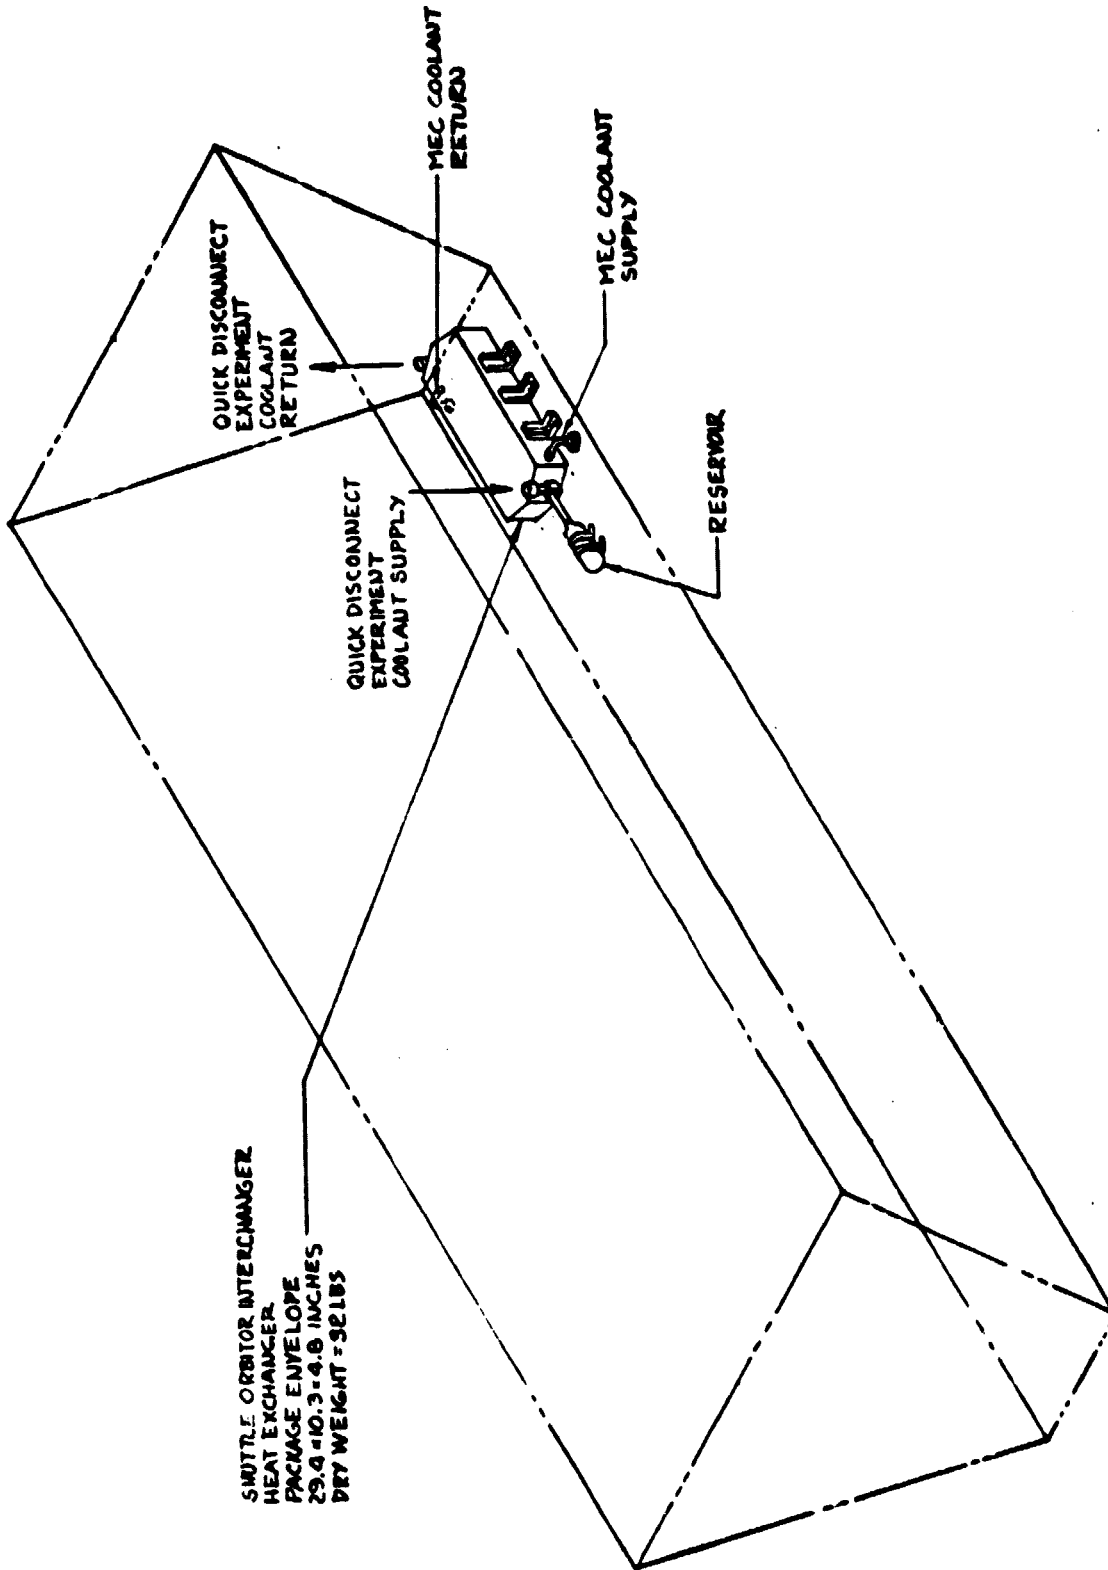 QUICK DISCONNECT
EXPERIMENT
COOLANT
RETURN
SHUTTLE ORBITOR INTERCHANGER
HEAT EXCHANGER
PACKAGE ENVELOPE
29.4 x 10.3 x 4.8 INCHES
DRY WEIGHT = LBS
QUICK DISCONNECT
EXPERIMENT
COOLANT SUPPLY
MEC COOLANT
RETURN
MEC COOLANT
SUPPLY
RESERVOIR